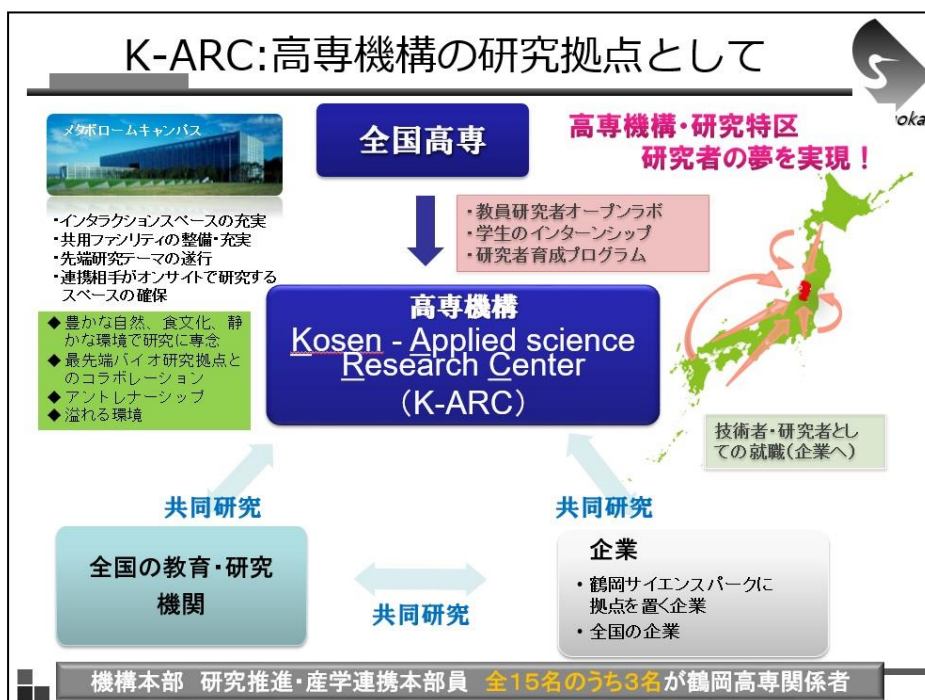 K-ARC:高専機構の研究拠点として
oka
メタボロームキャンパス
・インタラクションスペースの充実
・共用ファシリティの整備・充実
・先端研究テーマの遂行
・連携相手がオンサイトで研究する
スペースの確保
◆豊かな自然、食文化、静
かな環境で研究に専念
◆最先端バイオ研究拠点と
のコラボレーション
◆アントレナーシップ
◆溢れる環境
全国高専
高専機構・研究特区
研究者の夢を実現！
・教員研究者オープンラボ
・学生のインターンシップ
・研究者育成プログラム
高専機構
Kosen - Applied science
Research Center
（K-ARC）
技術者・研究者とし
ての就職（企業へ）
共同研究
共同研究
全国の教育・研究
機関
共同研究
企業
・鶴岡サイエンスパークに
拠点を置く企業
・全国の企業
機構本部 研究推進・産学連携本部員 全１５名のうち３名が鶴岡高専関係者